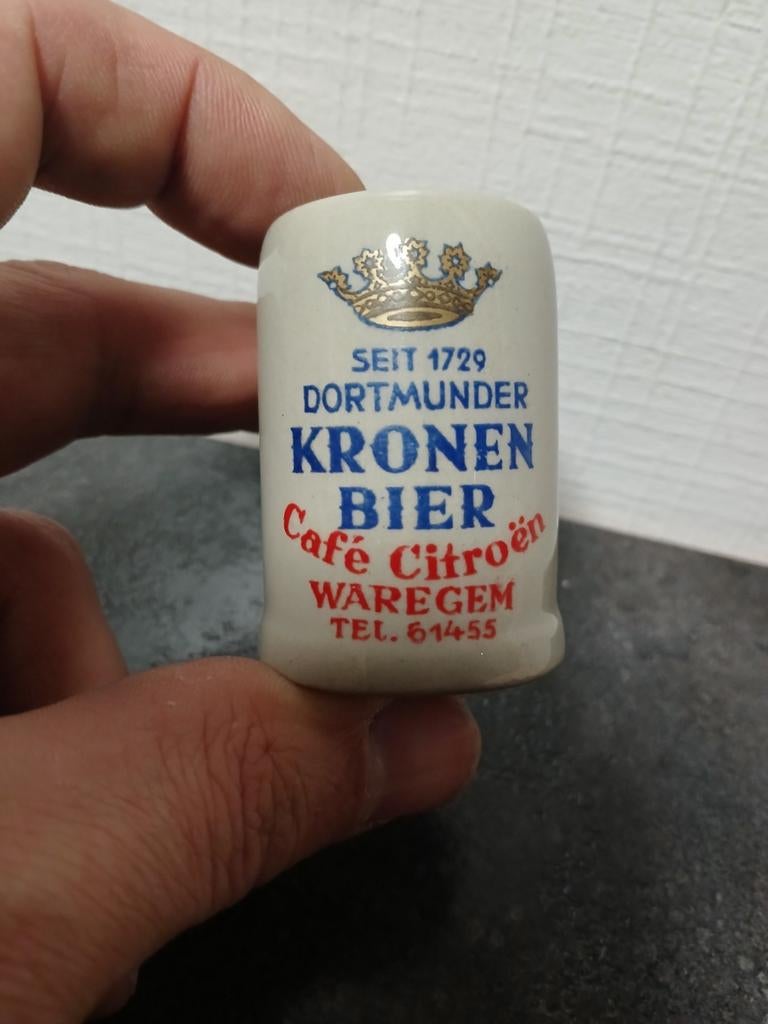 SEIT 1729
DORTMUNDER
KRONEN
BIER
Café Citroën
WAREGEM
TEL. 61455